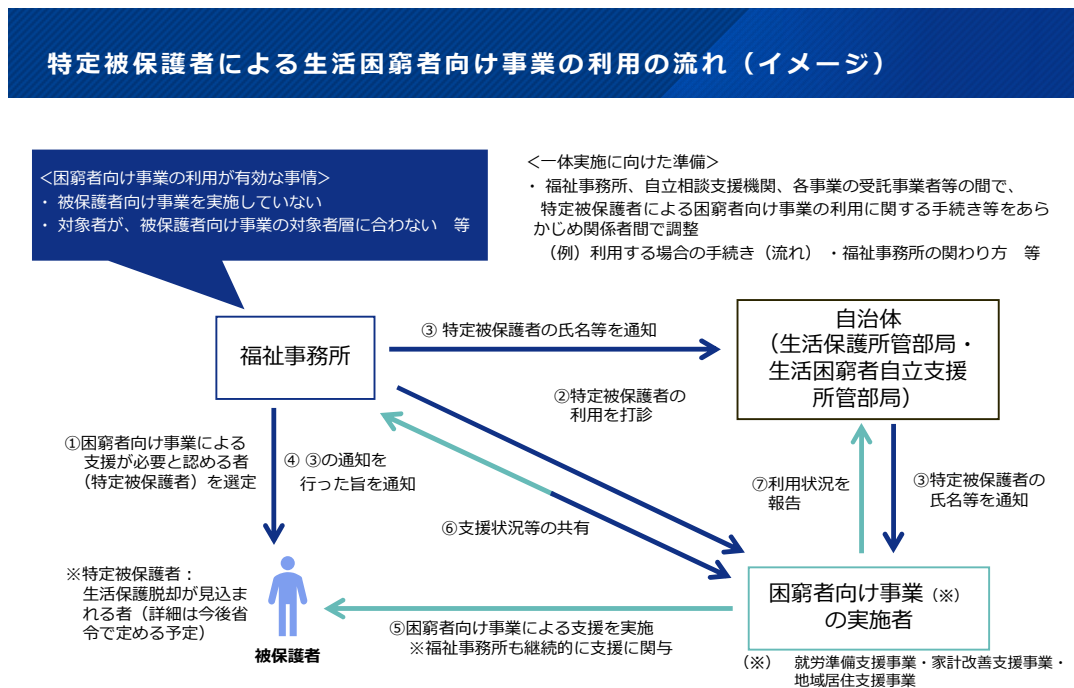 特定被保護者による生活困窮者向け事業の利用の流れ（イメージ）
＜困窮者向け事業の利用が有効な事情＞
・ 被保護者向け事業を実施していない
・ 対象者が、被保護者向け事業の対象者層に合わない　等
＜一体実施に向けた準備＞
・ 福祉事務所、自立相談支援機関、各事業の受託事業者等の間で、
特定被保護者による困窮者向け事業の利用に関する手続き等をあら
かじめ関係者間で調整
（例）利用する場合の手続き（流れ）　・福祉事務所の関わり方　等
福祉事務所
③ 特定被保護者の氏名等を通知
自治体
（生活保護所管部局・
生活困窮者自立支援
所管部局）
②特定被保護者の
利用を打診
①困窮者向け事業による
支援が必要と認める者
（特定被保護者）を選定
④ ③の通知を
行った旨を通知
⑥支援状況等の共有
⑦利用状況を
報告
③特定被保護者の
氏名等を通知
※特定被保護者：
生活保護脱却が見込ま
れる者（詳細は今後省
令で定める予定）
被保護者
⑤困窮者向け事業による支援を実施
※福祉事務所も継続的に支援に関与
困窮者向け事業（※）
の実施者
（※）　就労準備支援事業・家計改善支援事業・
地域居住支援事業